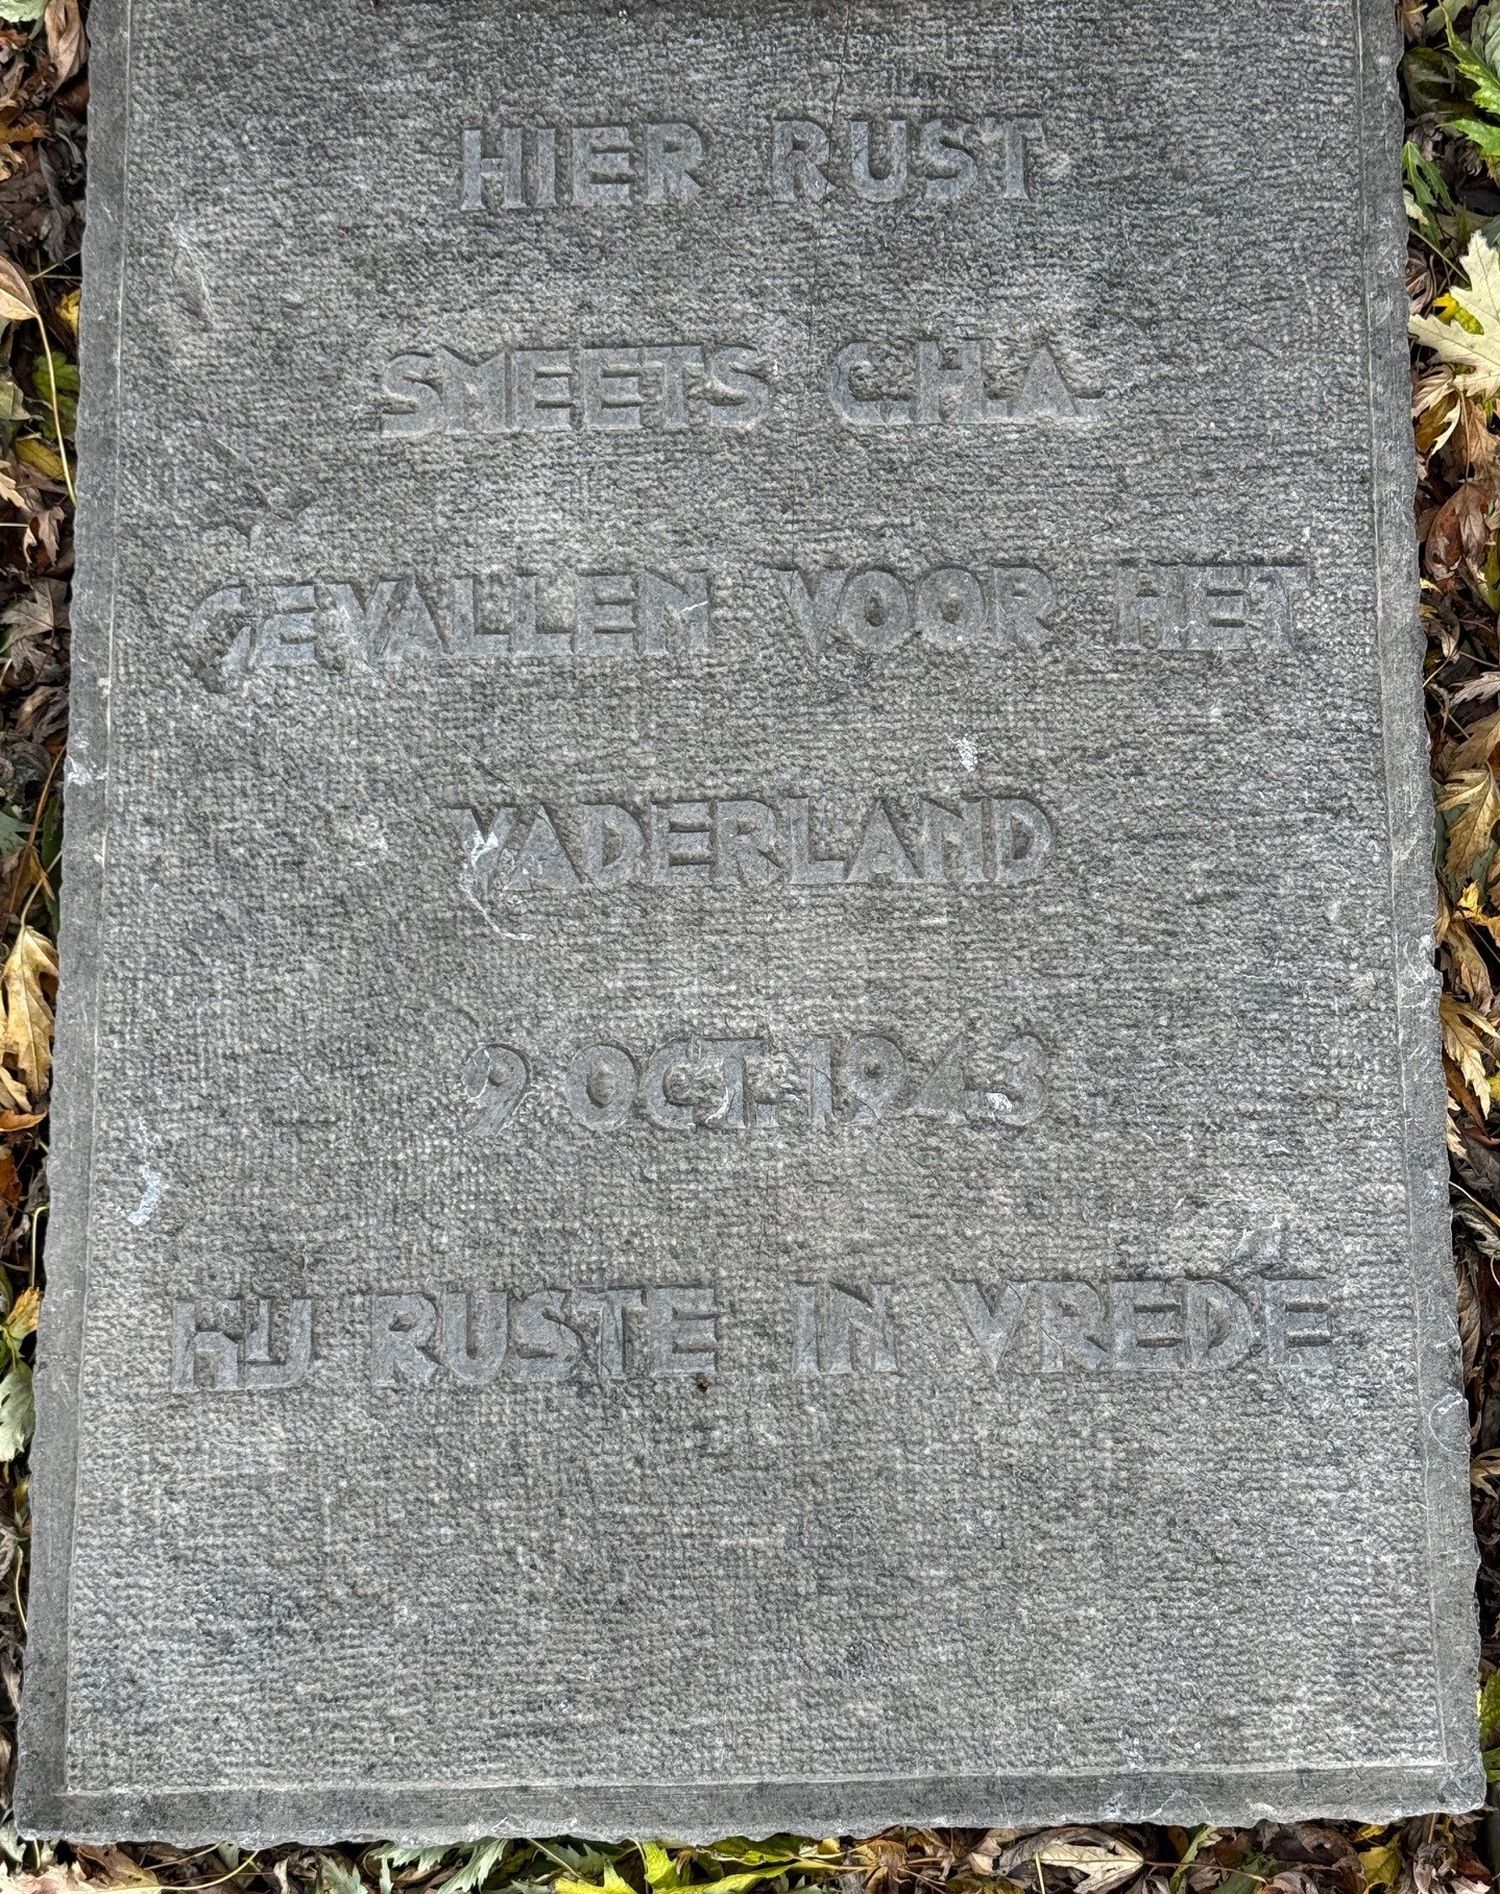 HIER RUST
SMEETS C.H.A.
GEVALLEN VOOR HET
VADERLAND
9 OCT. 1943
HIJ RUSTE IN VREDE